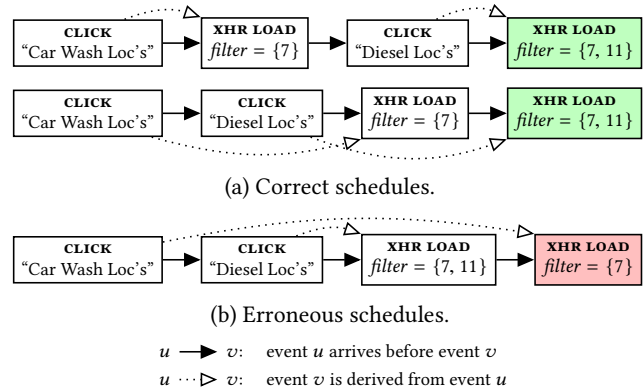 CLICK XHR LOAD CLICK XHR LOAD
“Car Wash Loc’s” filter = {7} “Diesel Loc’s” filter = {7, 11}
CLICK CLICK XHR LOAD XHR LOAD
“Car Wash Loc’s” “Diesel Loc’s” filter = {7} filter = {7, 11}
(a) Correct schedules.
CLICK CLICK XHR LOAD XHR LOAD
“Car Wash Loc’s” “Diesel Loc’s” filter = {7, 11} filter = {7}
(b) Erroneous schedules.
u v: event u arrives before event v
u v: event v is derived from event u